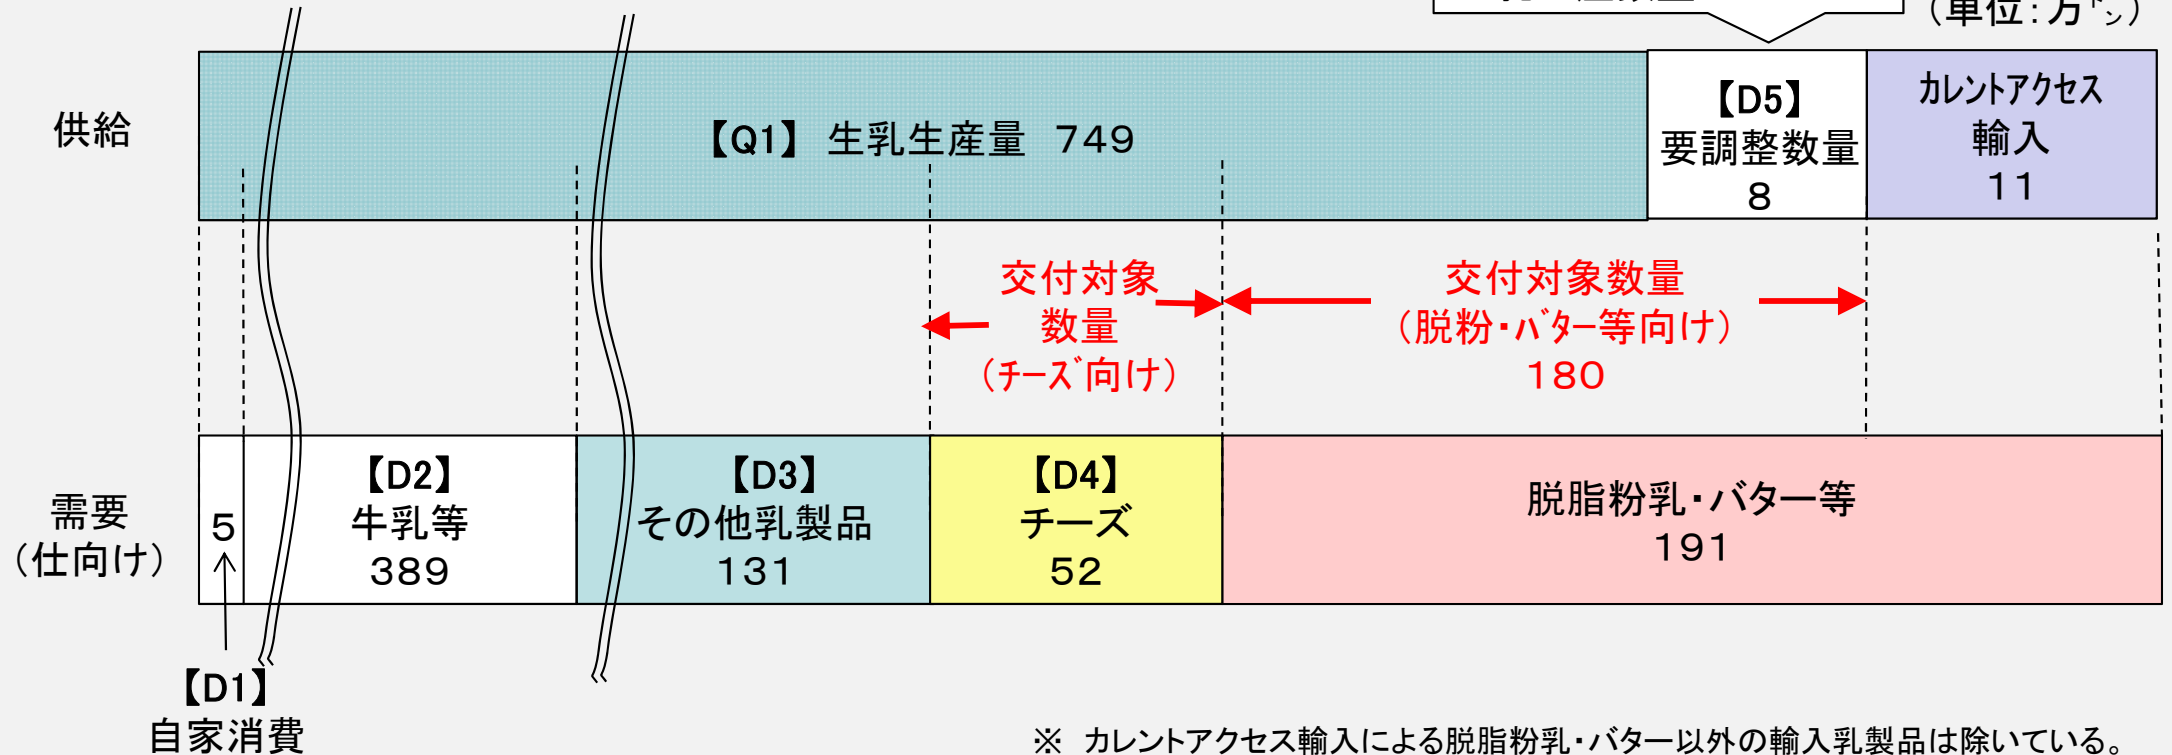 （単位：万㌧）
供給
【Q1】 生乳生産量 749
【D5】
要調整数量
8
カレントアクセス
輸入
11
交付対象
数量
（チーズ向け）
交付対象数量
（脱粉・バター等向け）
180
需要
（仕向け）
5
【D2】
牛乳等
389
【D3】
その他乳製品
131
【D4】
チーズ
52
脱脂粉乳・バター等
191
【D1】
自家消費
※ カレントアクセス輸入による脱脂粉乳・バター以外の輸入乳製品は除いている。